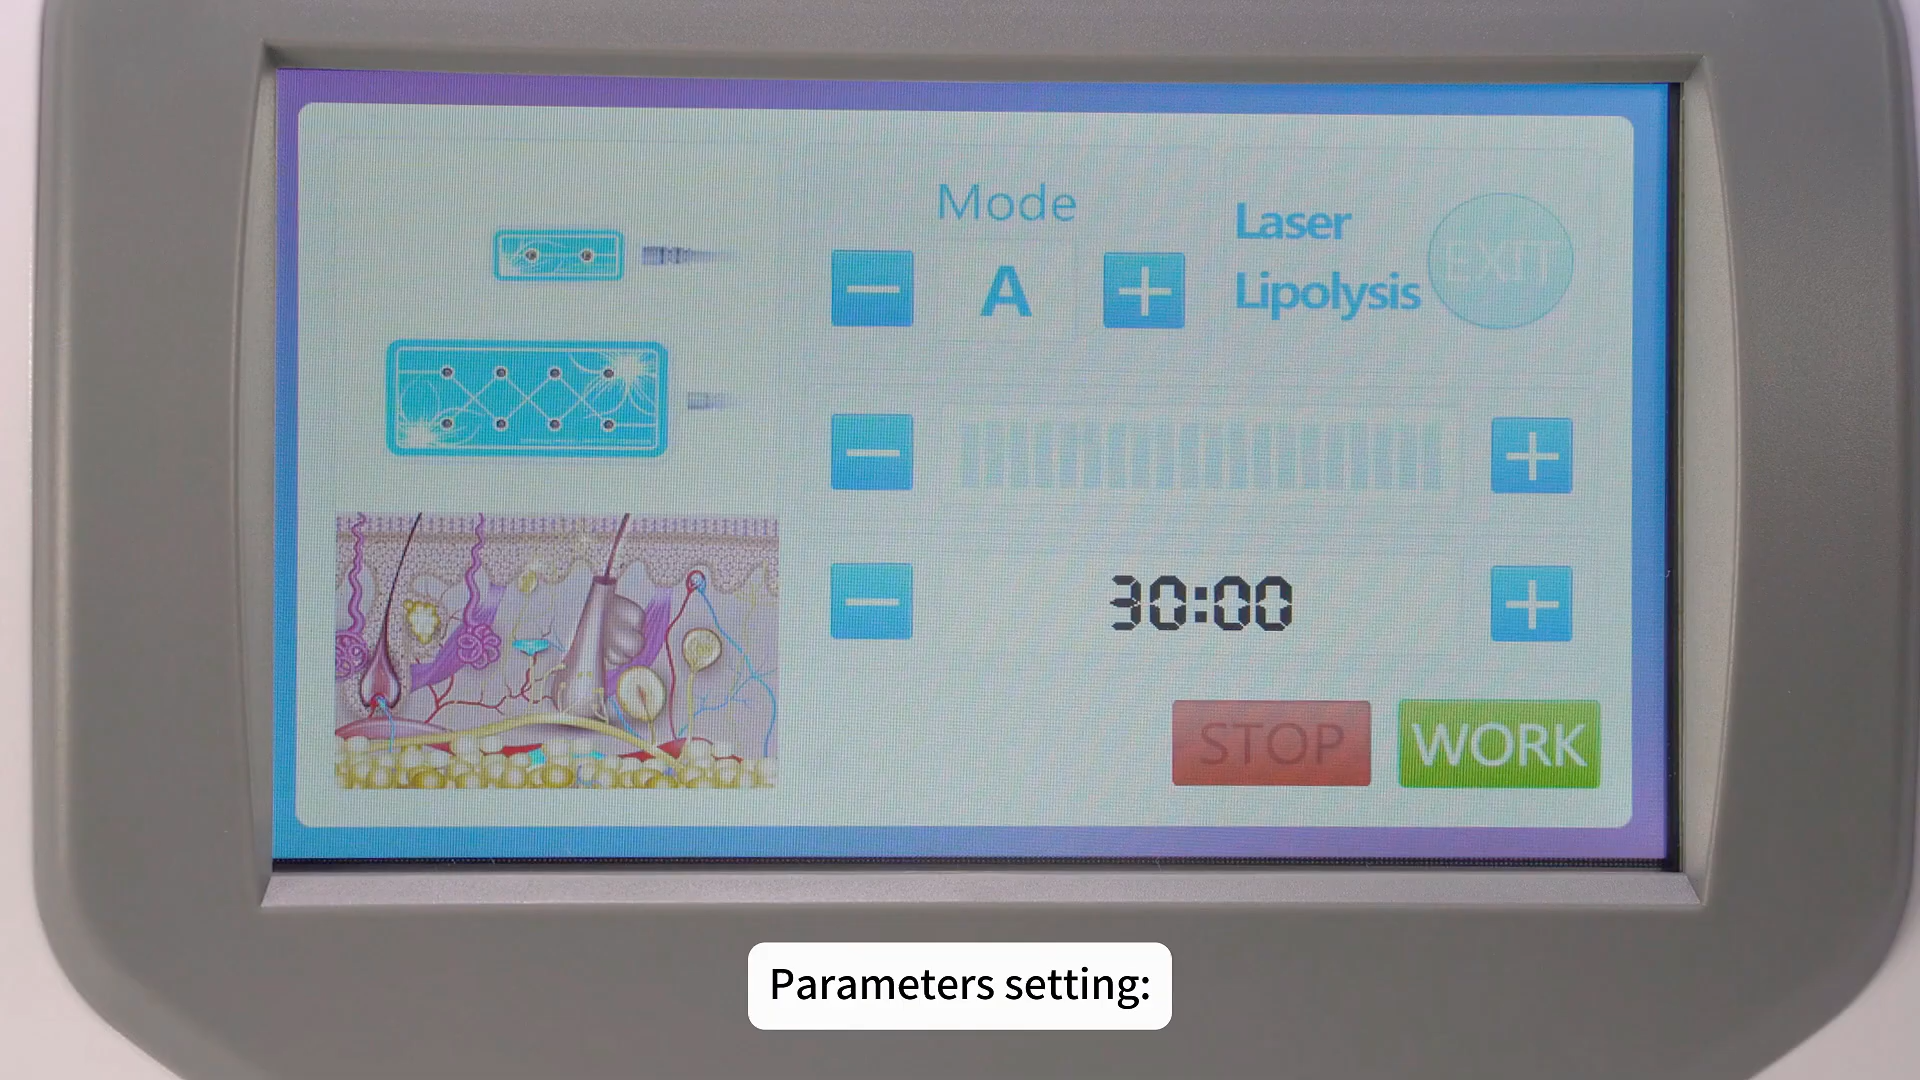 Mode
A
Laser
Lipolysis
EXIT
30:00
STOP
WORK
Parameters setting: